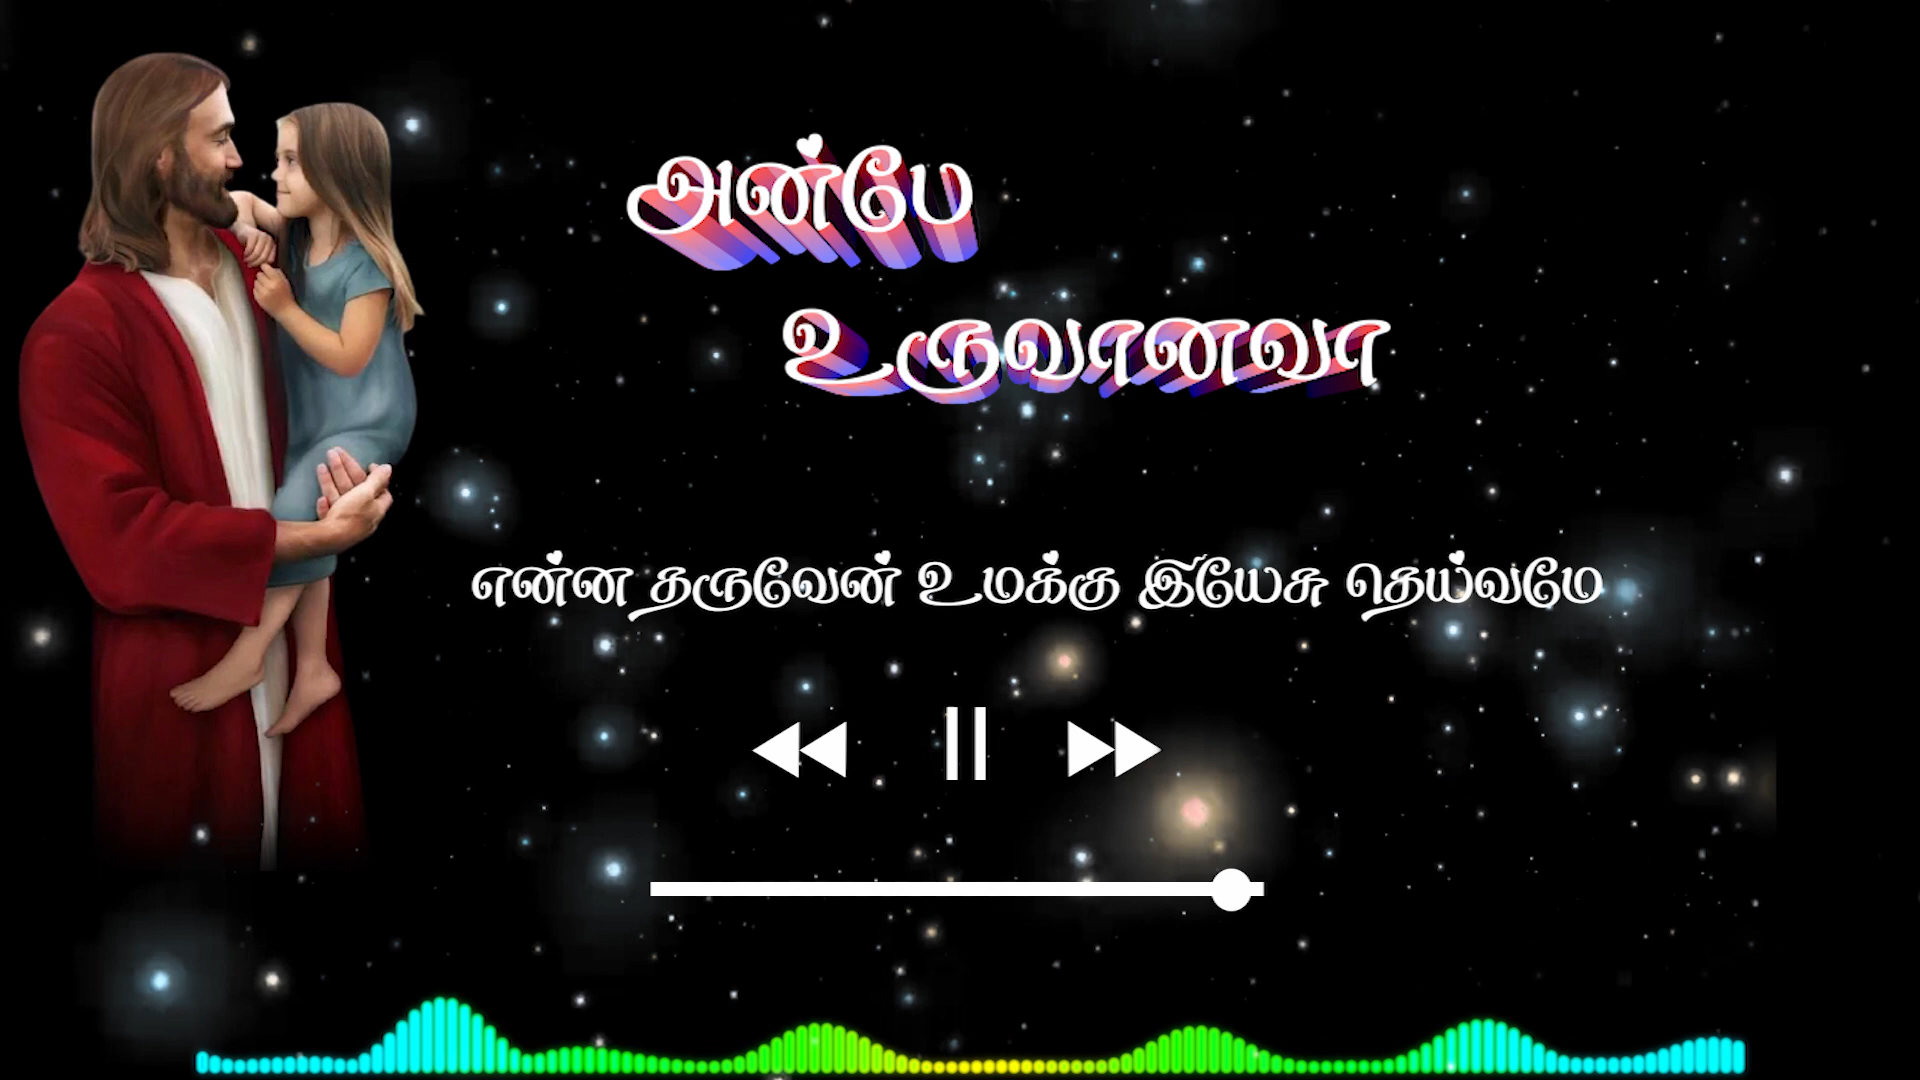 அன்பே
உருவானவா
என்ன தருவேன் உமக்கு இயேசு தெய்வமே